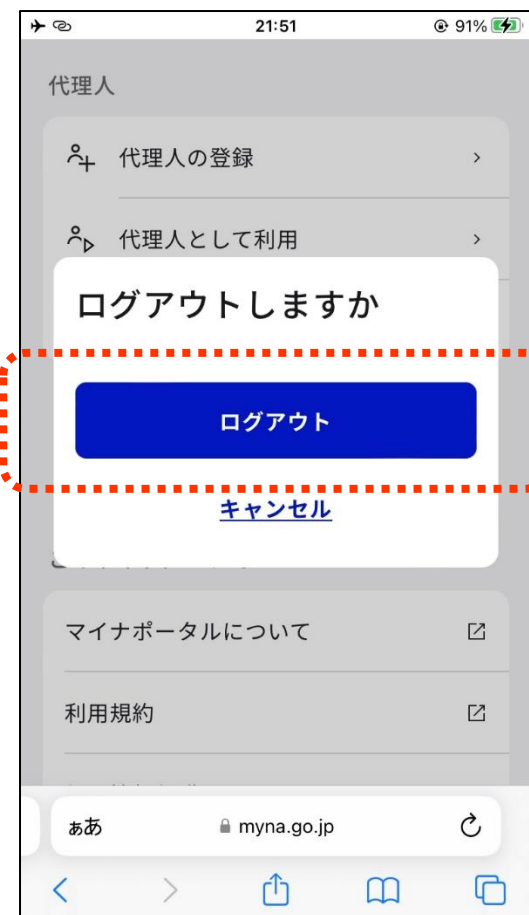 21:51
91%
代理人
代理人の登録
代理人として利用
ログアウトしますか
ログアウト
キャンセル
マイナポータルについて
利用規約
ぁあ
myna.go.jp